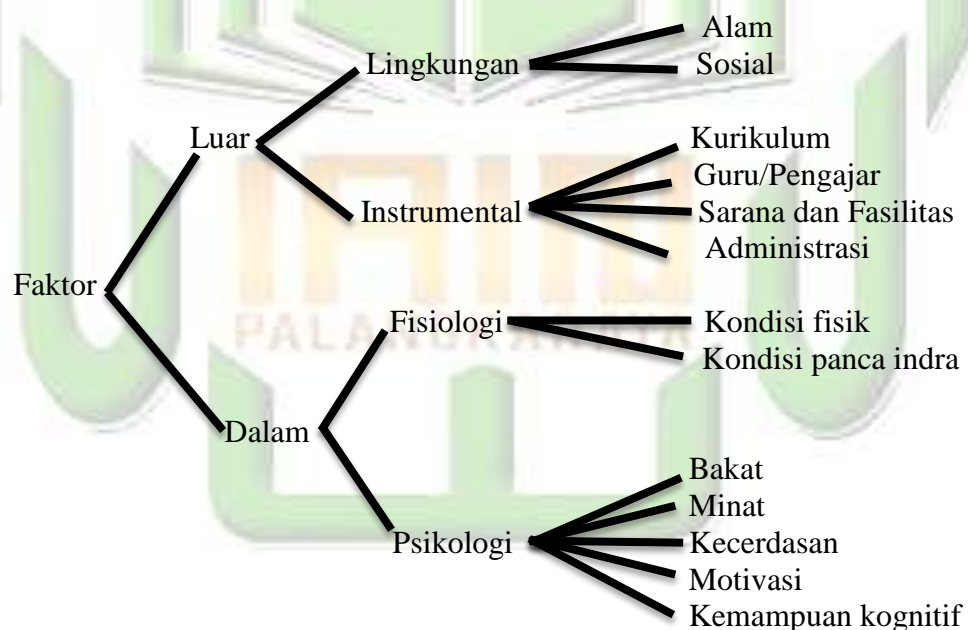 Alam
Lingkungan
Sosial
Luar
Kurikulum
Guru/Pengajar
Instrumental
Sarana dan Fasilitas
Administrasi
Faktor
Fisiologi
Kondisi fisik
Kondisi panca indra
Dalam
Bakat
Minat
Psikologi
Kecerdasan
Motivasi
Kemampuan kognitif